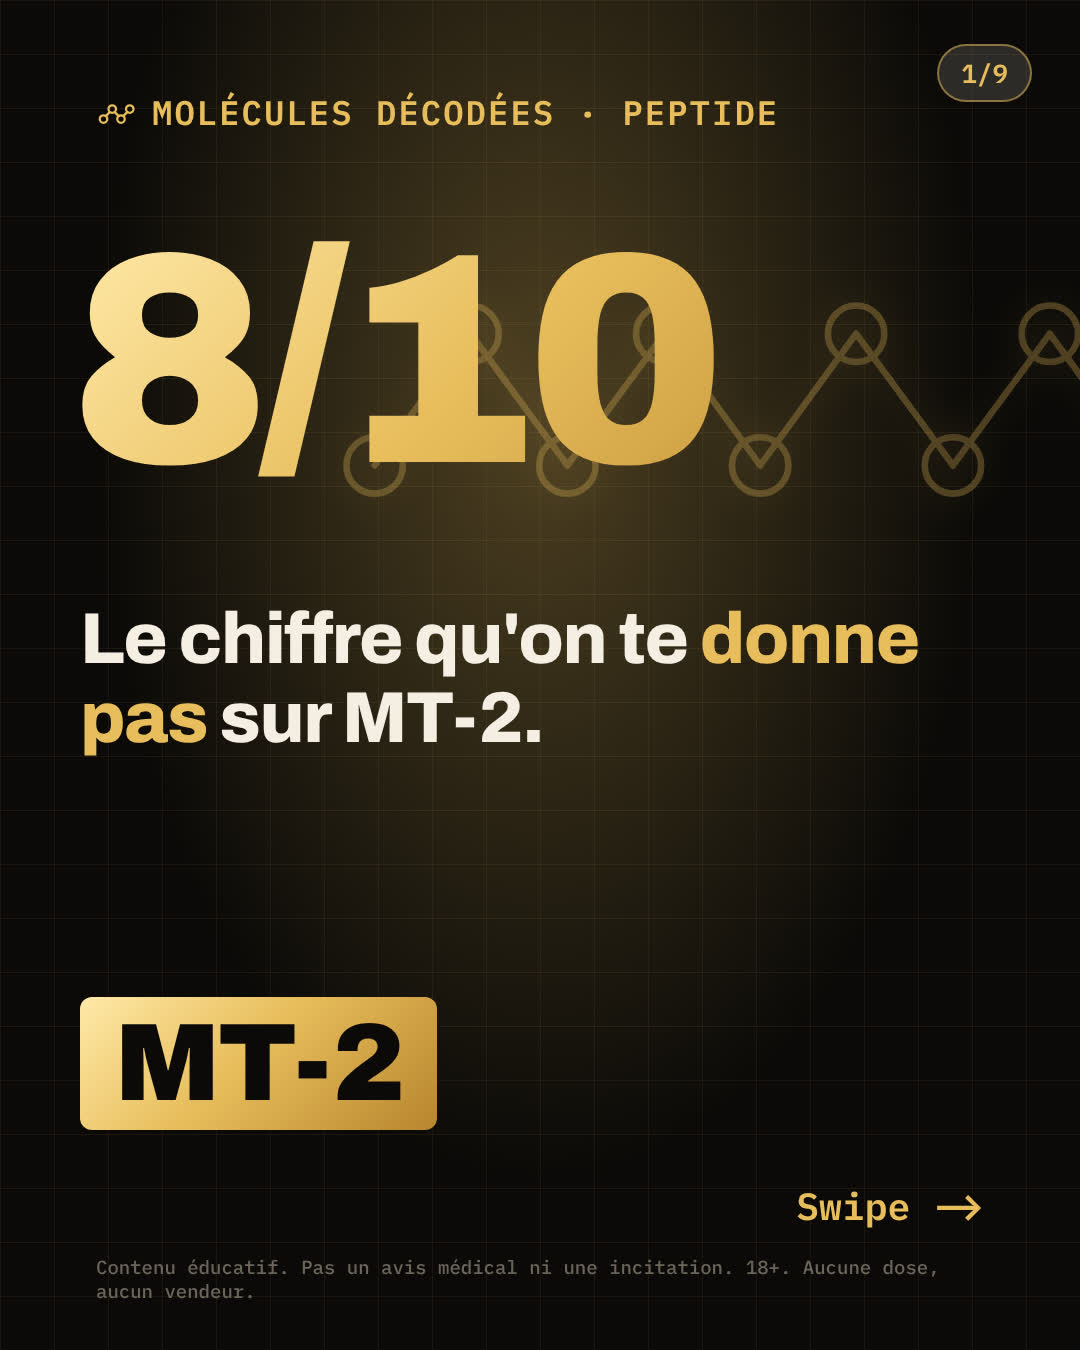 1/9
MOLÉCULES DÉCODÉES · PEPTIDE
8/10
Le chiffre qu'on te donne
pas sur MT-2.
MT-2
Swipe →
Contenu éducatif. Pas un avis médical ni une incitation. 18+. Aucune dose,
aucun vendeur.